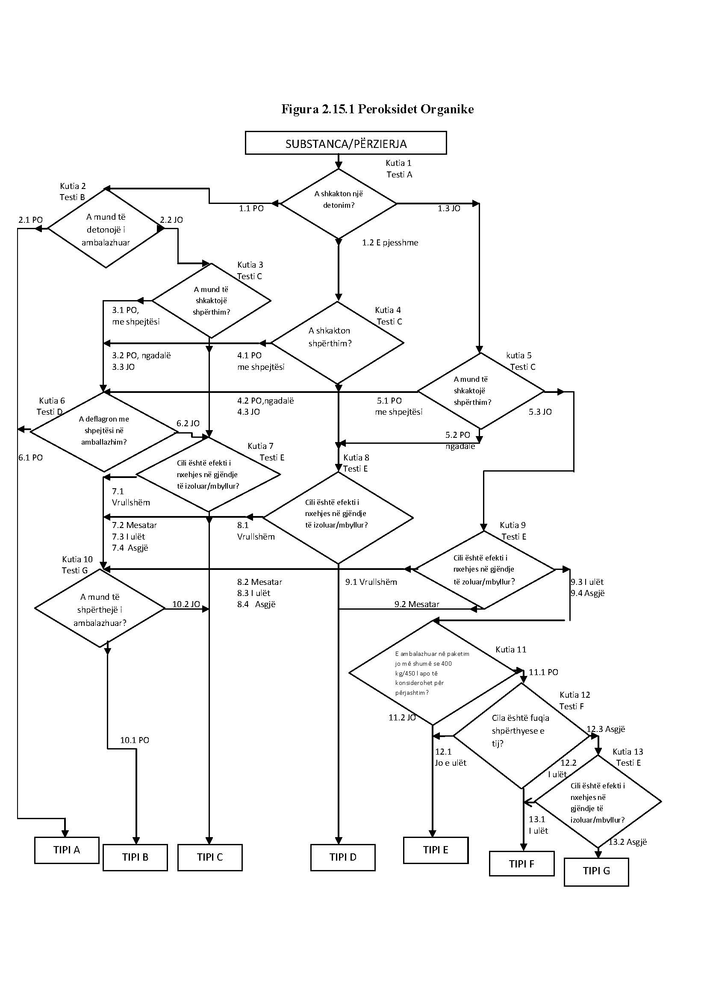 Figura 2.15.1 Peroksidet Organike
SUBSTANCA/PËRZIERJA
Kutia 1
Testi A
A shkakton një
detonim?
1.1 PO
1.3 JO
1.2 E pjesshme
Kutia 2
Testi B
A mund të
detonojë i
ambalazhuar
2.1 PO
2.2 JO
Kutia 3
Testi C
A mund të
shkaktojë
shpërthim?
3.1 PO,
me shpejtësi
3.2 PO, ngadalë
3.3 JO
Kutia 4
Testi C
A shkakton
shpërthim?
4.1 PO
me shpejtësi
4.2 PO,ngadalë
4.3 JO
kutia 5
Testi C
A mund të
shkaktojë
shpërthim?
5.1 PO
me shpejtësi
5.3 JO
5.2 PO
ngadale
Kutia 6
Testi D
A deflagron me
shpejtësi në
amballazhim?
6.1 PO
6.2 JO
Kutia 7
Testi E
Cili është efekti i
nxehjes në gjëndje
të izoluar/mbyllur?
7.1
Vrullshëm
7.2 Mesatar
7.3 I ulët
7.4 Asgjë
Kutia 8
Testi E
Cili është efekti i
nxehjes në gjëndje
të izoluar/mbyllur?
8.1
Vrullshëm
8.2 Mesatar
8.3 I ulët
8.4 Asgjë
Kutia 9
Testi E
Cili është efekti i
nxehjes në gjëndje
të zoluar/mbyllur?
9.1 Vrullshëm
9.2 Mesatar
9.3 I ulët
9.4 Asgjë
Kutia 10
Testi G
A mund të
shpërthejë i
ambalazhuar?
10.2 JO
10.1 PO
Kutia 11
E ambalazhuar në paketim
jo më shumë se 400
kg/450 l apo të
konsiderohet për
përjashtim?
11.1 PO
11.2 JO
Kutia 12
Testi F
Cila është fuqia
shpërthyese e
tij?
12.3 Asgjë
12.1
Jo e ulët
12.2
I ulët
Kutia 13
Testi E
Cili është efekti i
nxehjes në
gjëndje të
izoluar/mbyllur?
13.1
I ulët
13.2 Asgjë
TIPI A
TIPI B
TIPI C
TIPI D
TIPI E
TIPI F
TIPI G